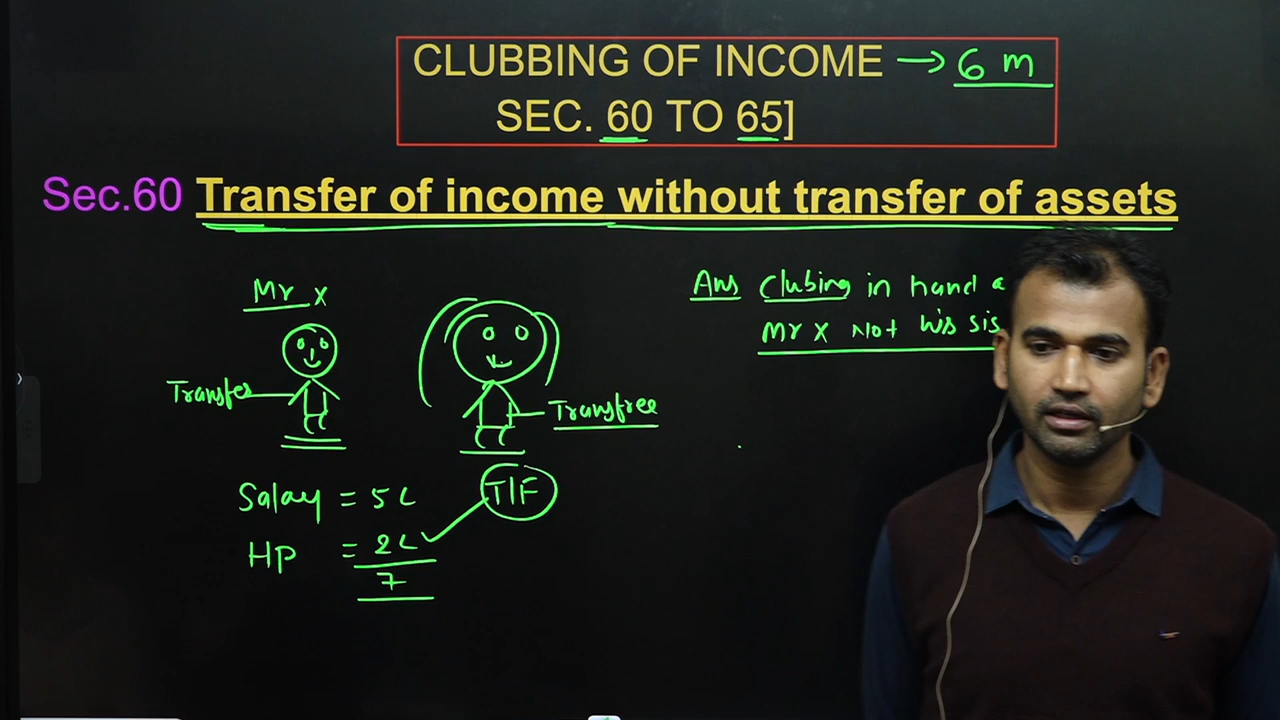 CLUBBING OF INCOME → 6 m
SEC. 60 TO 65]
Sec.60 Transfer of income without transfer of assets
Mr X
Transfer
Transfree
Ans Clubing in hand
Mr X Not his sis
Salay = 5L
HP = 2L
7
T/F